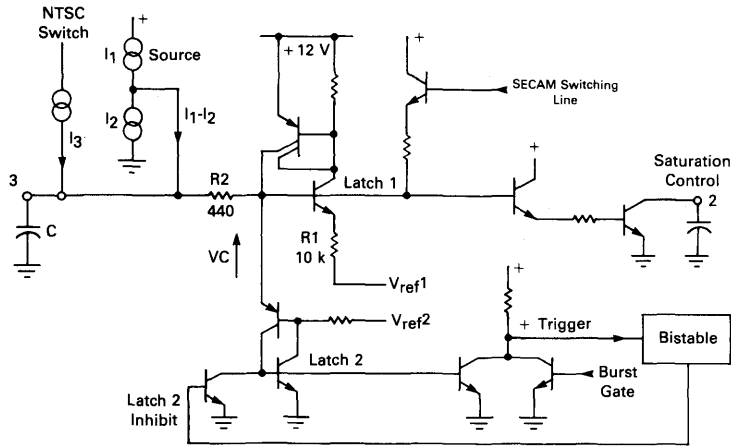 NTSC
Switch
+
I1
Source
I2
I1-I2
I3
3
C
R2
440
+ 12 V
Latch 1
R1
10 k
Vref1
VC
+
SECAM Switching
Line
+
Saturation
Control
2
Vref2
Latch 2
Latch 2
Inhibit
+
+ Trigger
Bistable
Burst
Gate